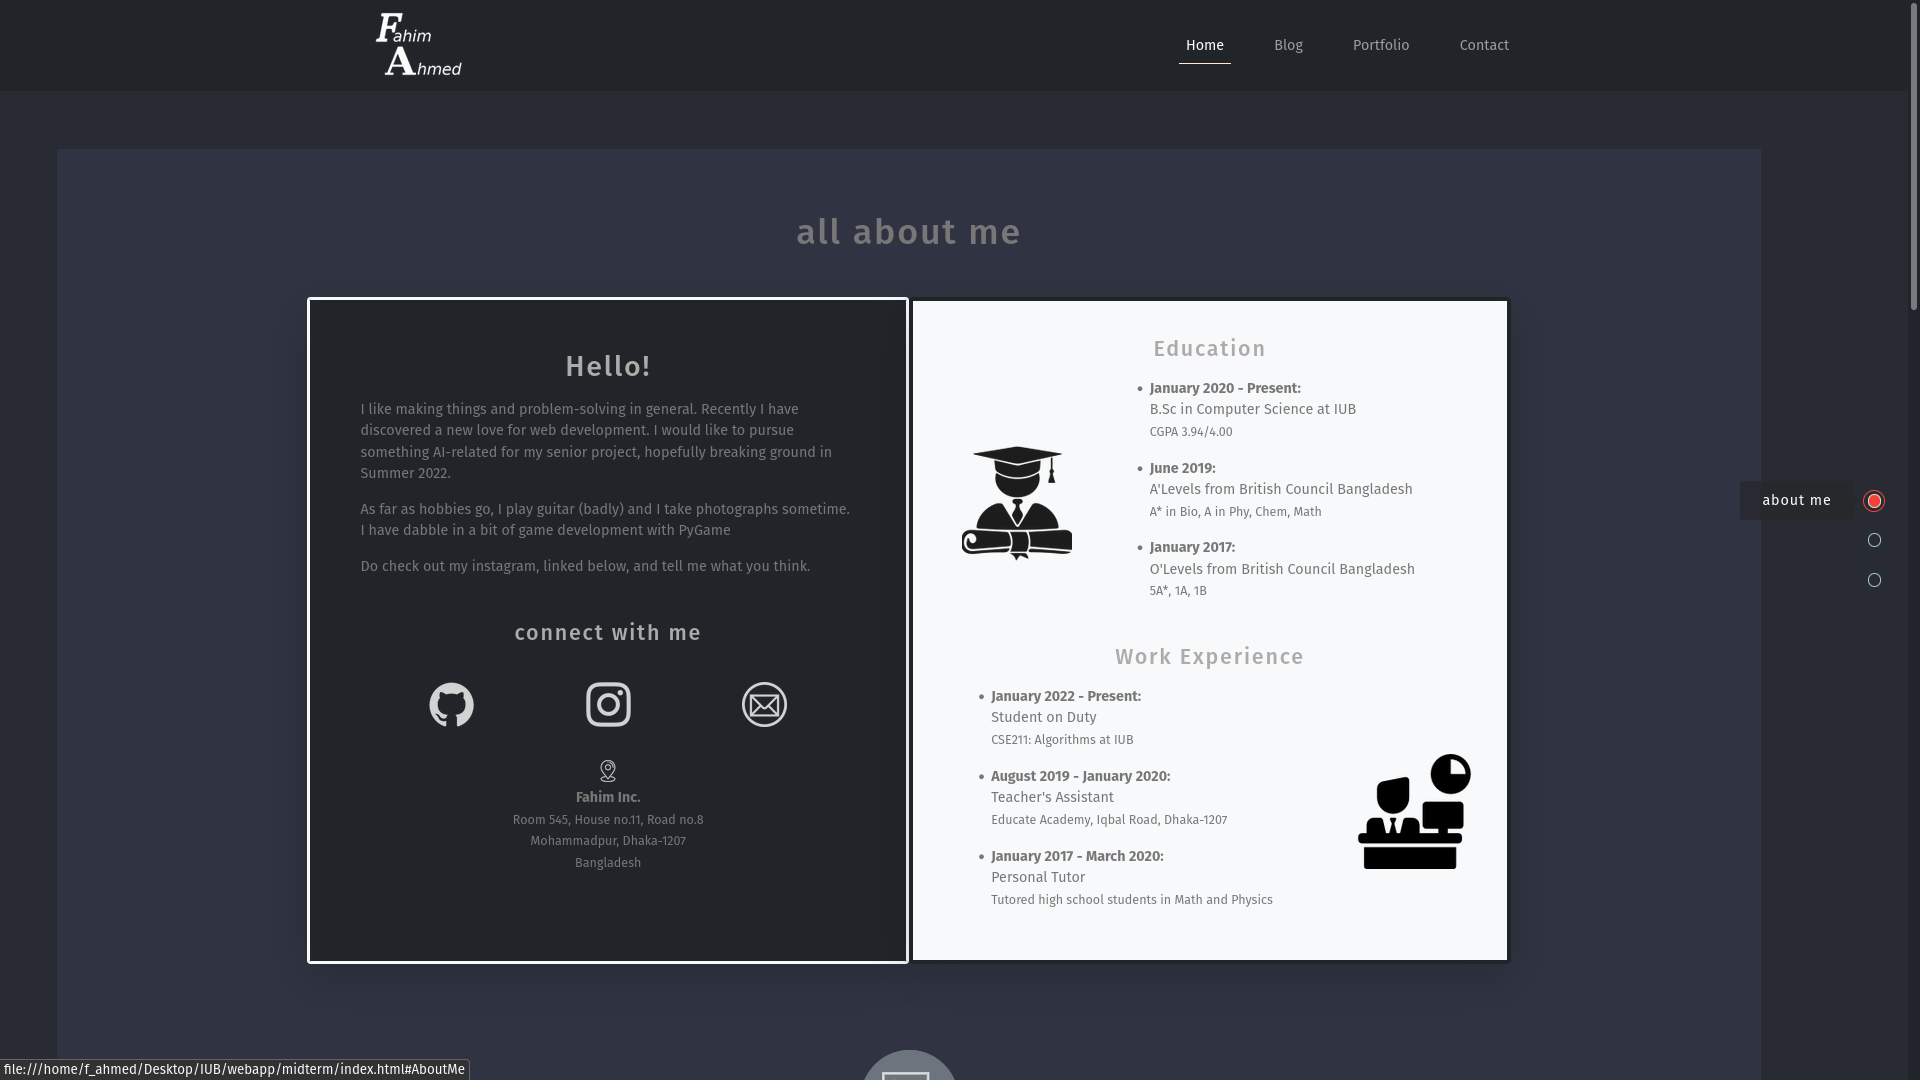 Fahim
Ahmed
Home
Blog
Portfolio
Contact
all about me
Hello!
I like making things and problem-solving in general. Recently I have
discovered a new love for web development. I would like to pursue
something AI-related for my senior project, hopefully breaking ground in
Summer 2022.
As far as hobbies go, I play guitar (badly) and I take photographs sometime.
I have dabble in a bit of game development with PyGame
Do check out my instagram, linked below, and tell me what you think.
connect with me
Fahim Inc.
Room 545, House no.11, Road no.8
Mohammadpur, Dhaka-1207
Bangladesh
Education
• January 2020 - Present:
B.Sc in Computer Science at IUB
CGPA 3.94/4.00
• June 2019:
A'Levels from British Council Bangladesh
A* in Bio, A in Phy, Chem, Math
• January 2017:
O'Levels from British Council Bangladesh
5A*, 1A, 1B
Work Experience
• January 2022 - Present:
Student on Duty
CSE211: Algorithms at IUB
• August 2019 - January 2020:
Teacher's Assistant
Educate Academy, Iqbal Road, Dhaka-1207
• January 2017 - March 2020:
Personal Tutor
Tutored high school students in Math and Physics
about me
file:///home/f_ahmed/Desktop/IUB/webapp/midterm/index.html#AboutMe